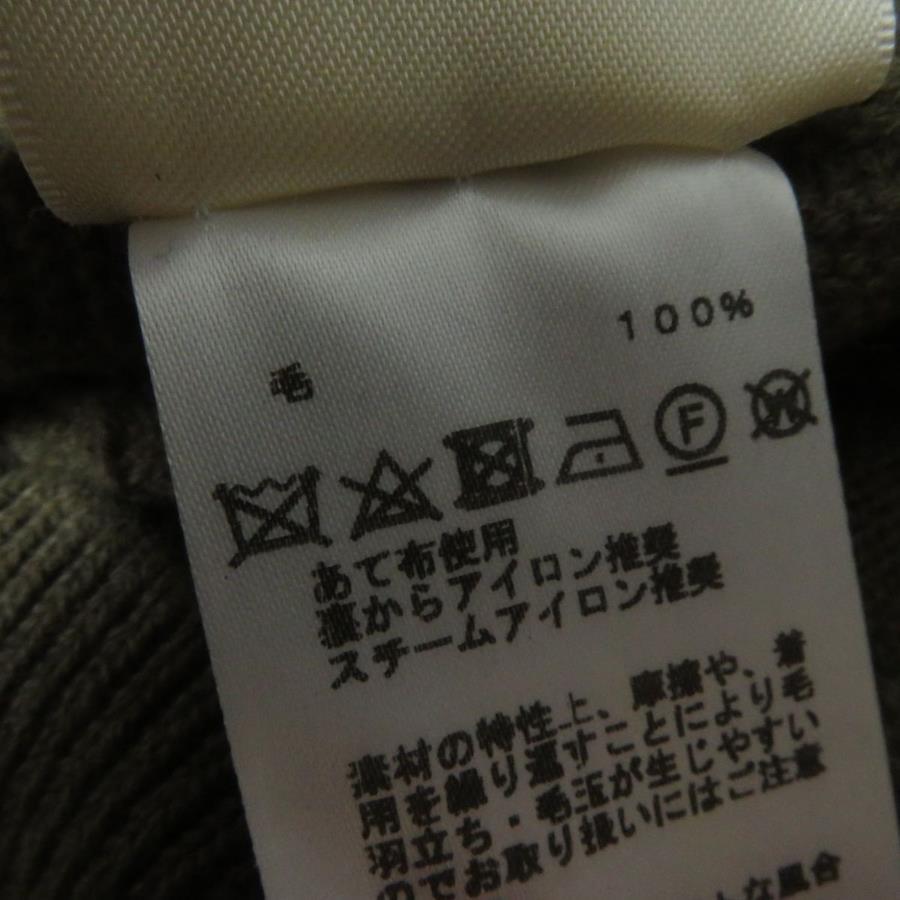 毛 １００％
F W
あて布使用
裏からアイロン推奨
スチームアイロン推奨
素材の特性上、摩擦や、着
用を繰り返すことにより毛
羽立ち・毛玉が生じやすい
のでお取り扱いにはご注意
な風合